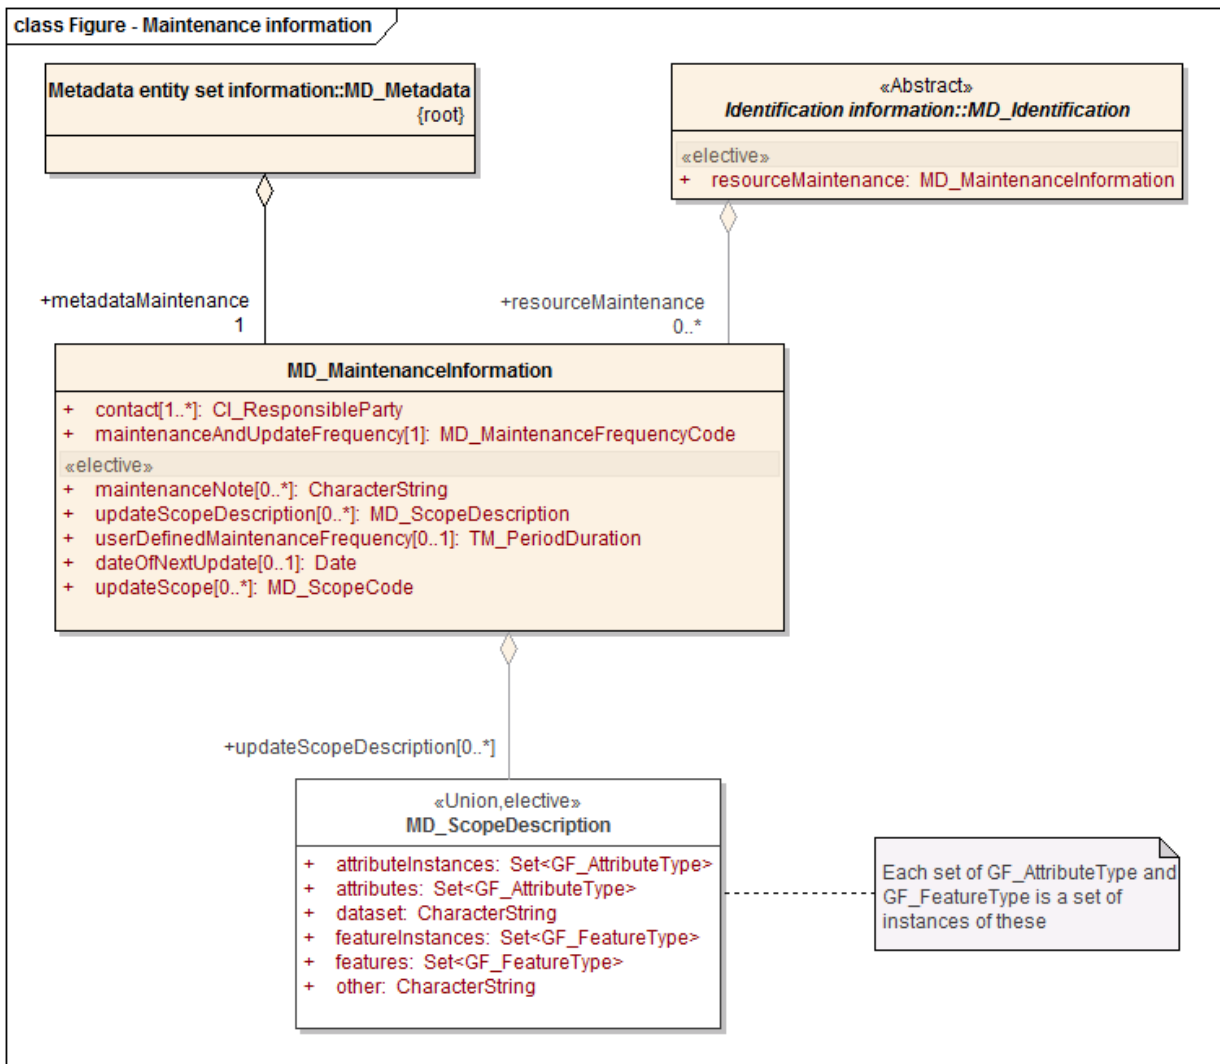 class Figure - Maintenance information
Metadata entity set information::MD_Metadata
{root}
«Abstract»
Identification information::MD_Identification
«elective»
+ resourceMaintenance: MD_MaintenanceInformation
+metadataMaintenance
1
+resourceMaintenance
0..*
MD_MaintenanceInformation
+ contact[1..*]: CI_ResponsibleParty
+ maintenanceAndUpdateFrequency[1]: MD_MaintenanceFrequencyCode
«elective»
+ maintenanceNote[0..*]: CharacterString
+ updateScopeDescription[0..*]: MD_ScopeDescription
+ userDefinedMaintenanceFrequency[0..1]: TM_PeriodDuration
+ dateOfNextUpdate[0..1]: Date
+ updateScope[0..*]: MD_ScopeCode
+updateScopeDescription[0..*]
«Union,elective»
MD_ScopeDescription
+ attributeInstances: Set<GF_AttributeType>
+ attributes: Set<GF_AttributeType>
+ dataset: CharacterString
+ featureInstances: Set<GF_FeatureType>
+ features: Set<GF_FeatureType>
+ other: CharacterString
Each set of GF_AttributeType and
GF_FeatureType is a set of
instances of these